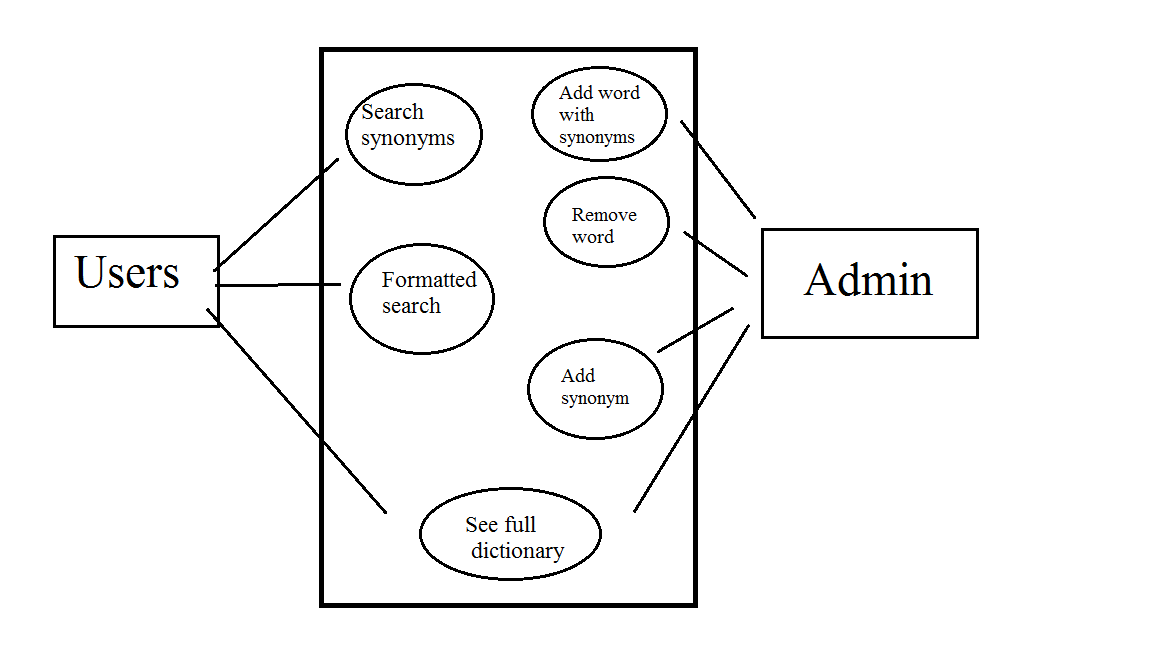 Users
Search
synonyms
Formatted
search
Add word
with
synonyms
Remove
word
Add
synonym
See full
dictionary
Admin